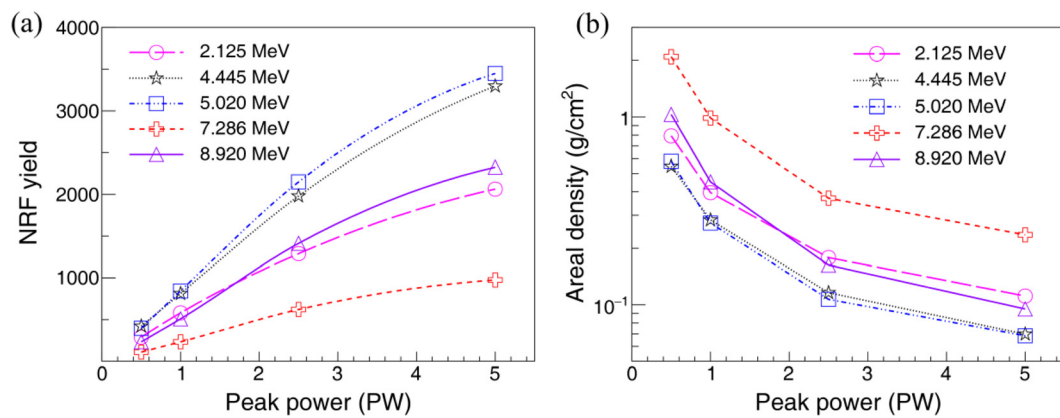 (a)
4000
3000
2000
1000
NRF yield
2.125 MeV
4.445 MeV
5.020 MeV
7.286 MeV
8.920 MeV
0 1 2 3 4 5
Peak power (PW)
(b)
1
10⁻¹
Areal density (g/cm²)
2.125 MeV
4.445 MeV
5.020 MeV
7.286 MeV
8.920 MeV
0 1 2 3 4 5
Peak power (PW)